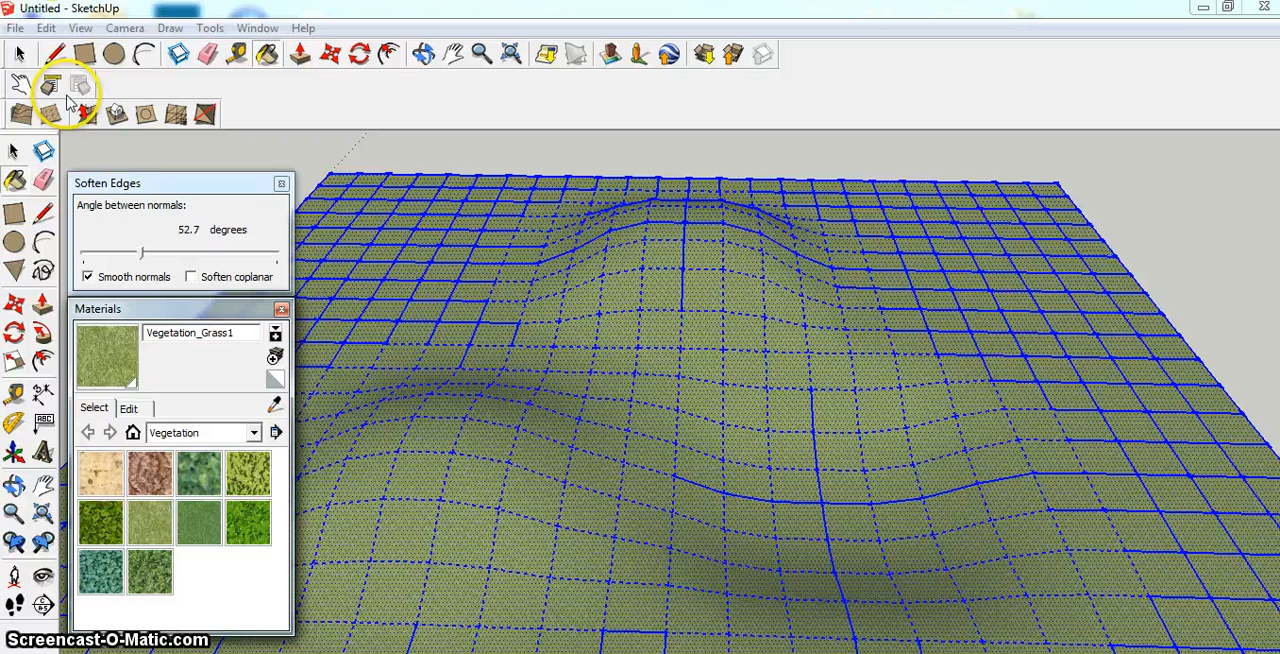 Untitled - SketchUp
File Edit View Camera Draw Tools Window Help
Soften Edges
Angle between normals:
52.7 degrees
Smooth normals Soften coplanar
Materials
Vegetation_Grass1
Select Edit
Vegetation
ABC
Screencast-O-Matic.com